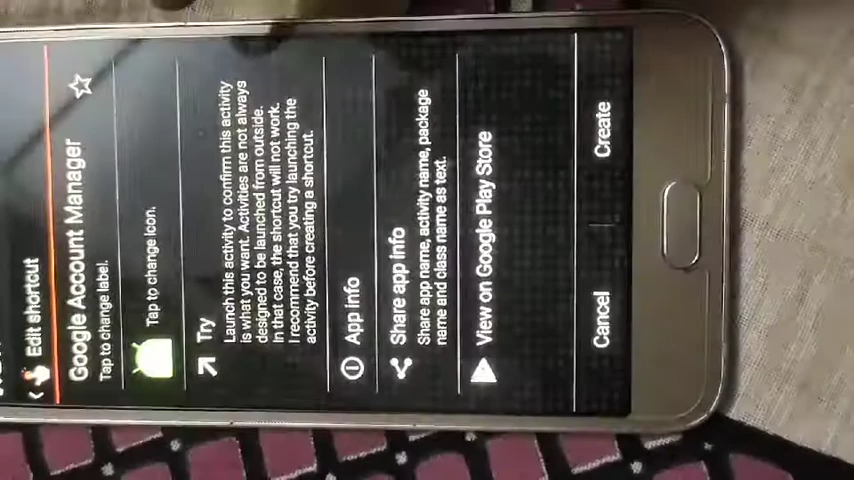 Edit shortcut
Google Account Manager
Tap to change label.
Tap to change icon.
Try
Launch this activity to confirm this activity
is what you want. Activities are not always
designed to be launched from outside.
In that case, the shortcut will not work.
I recommend that you try launching the
activity before creating a shortcut.
App info
Share app info
Share app name, activity name, package
name and class name as text.
View on Google Play Store
Cancel
Create